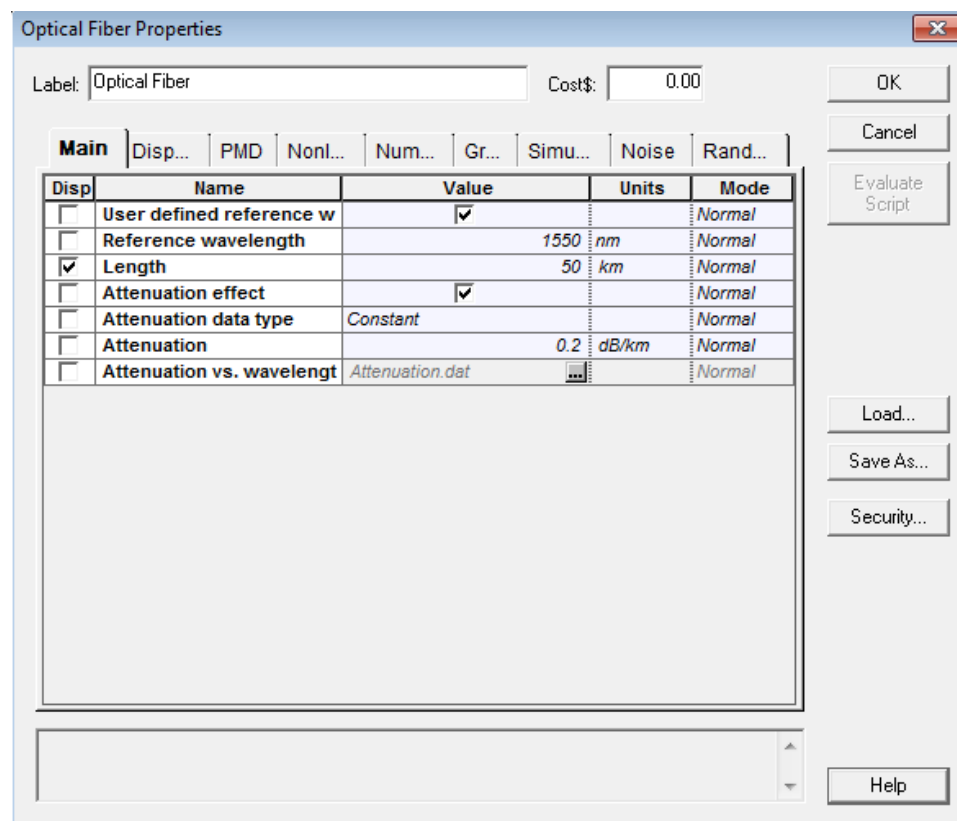 Optical Fiber Properties
Label: Optical Fiber Cost$: 0.00 OK
Cancel
Main Disp... PMD Nonl... Num... Gr... Simu... Noise Rand...
Evaluate Script
Disp Name Value Units Mode
User defined reference w Normal
Reference wavelength 1550 nm Normal
Length 50 km Normal
Attenuation effect Normal
Attenuation data type Constant Normal
Attenuation 0.2 dB/km Normal
Attenuation vs. wavelengt Attenuation.dat ... Normal
Load...
Save As...
Security...
Help